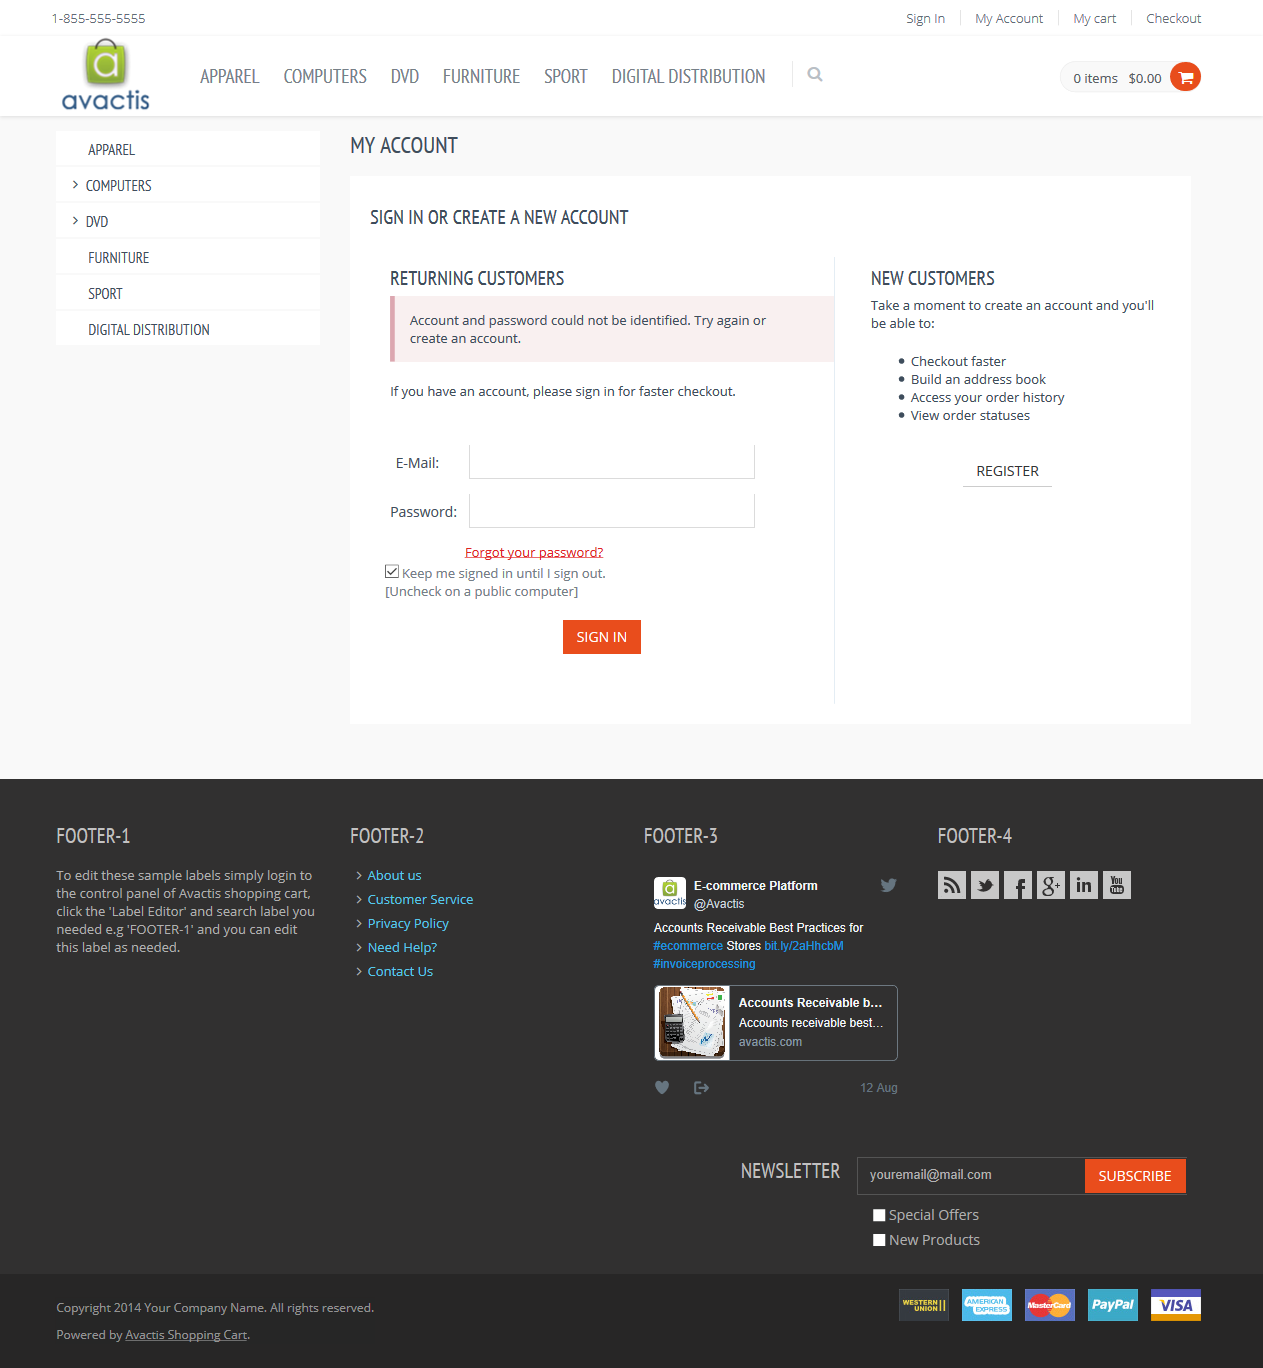 1-855-555-5555
Sign In
My Account
My cart
Checkout
avactis
APPAREL
COMPUTERS
DVD
FURNITURE
SPORT
DIGITAL DISTRIBUTION
0 items $0.00
APPAREL
COMPUTERS
DVD
FURNITURE
SPORT
DIGITAL DISTRIBUTION
MY ACCOUNT
SIGN IN OR CREATE A NEW ACCOUNT
RETURNING CUSTOMERS
Account and password could not be identified. Try again or
create an account.
If you have an account, please sign in for faster checkout.
E-Mail:
Password:
Forgot your password?
Keep me signed in until I sign out.
[Uncheck on a public computer]
SIGN IN
NEW CUSTOMERS
Take a moment to create an account and you'll
be able to:
Checkout faster
Build an address book
Access your order history
View order statuses
REGISTER
FOOTER-1
To edit these sample labels simply login to
the control panel of Avactis shopping cart,
click the 'Label Editor' and search label you
needed e.g 'FOOTER-1' and you can edit
this label as needed.
FOOTER-2
About us
Customer Service
Privacy Policy
Need Help?
Contact Us
FOOTER-3
avactis
E-commerce Platform
@Avactis
Accounts Receivable Best Practices for
#ecommerce Stores bit.ly/2aHhcbM
#invoiceprocessing
Accounts Receivable b...
Accounts receivable best...
avactis.com
12 Aug
FOOTER-4
g+
in
You
Tube
NEWSLETTER
youremail@mail.com
SUBSCRIBE
Special Offers
New Products
Copyright 2014 Your Company Name. All rights reserved.
Powered by Avactis Shopping Cart.
WESTERN
UNION
AMERICAN
EXPRESS
MasterCard
PayPal
VISA